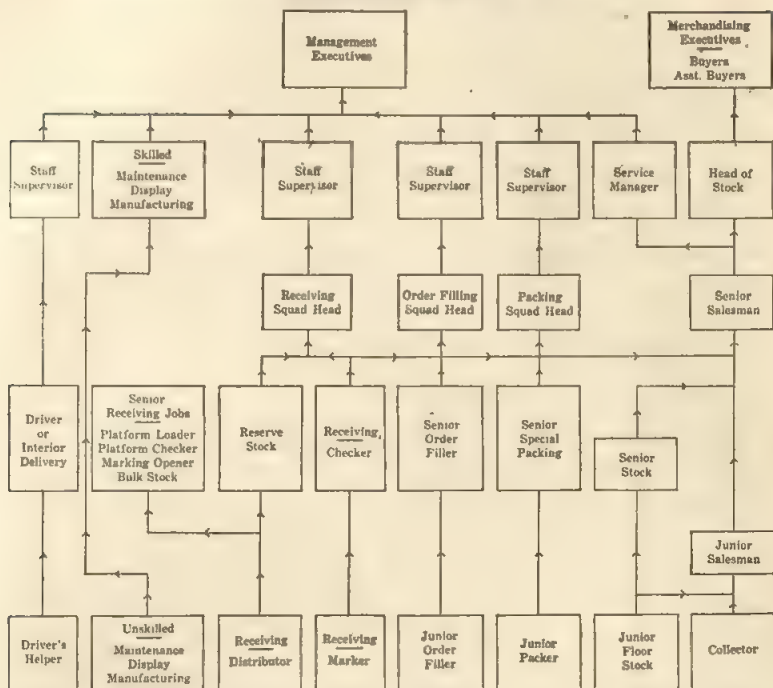 Management
Executives
Merchandising
Executives
Buyers
Asst. Buyers
Staff
Supervisor
Skilled
Maintenance
Display
Manufacturing
Staff
Supervisor
Staff
Supervisor
Staff
Supervisor
Service
Manager
Head of
Stock
Receiving
Squad Head
Order Filling
Squad Head
Packing
Squad Head
Senior
Salesman
Driver
or
Interior
Delivery
Senior
Receiving Jobs
Platform Loader
Platform Checker
Marking Opener
Bulk Stock
Reserve
Stock
Receiving
Checker
Senior
Order
Filler
Senior
Special
Packing
Senior
Stock
Junior
Salesman
Driver's
Helper
Unskilled
Maintenance
Display
Manufacturing
Receiving
Distributor
Receiving
Marker
Junior
Order
Filler
Junior
Packer
Junior
Floor
Stock
Collector